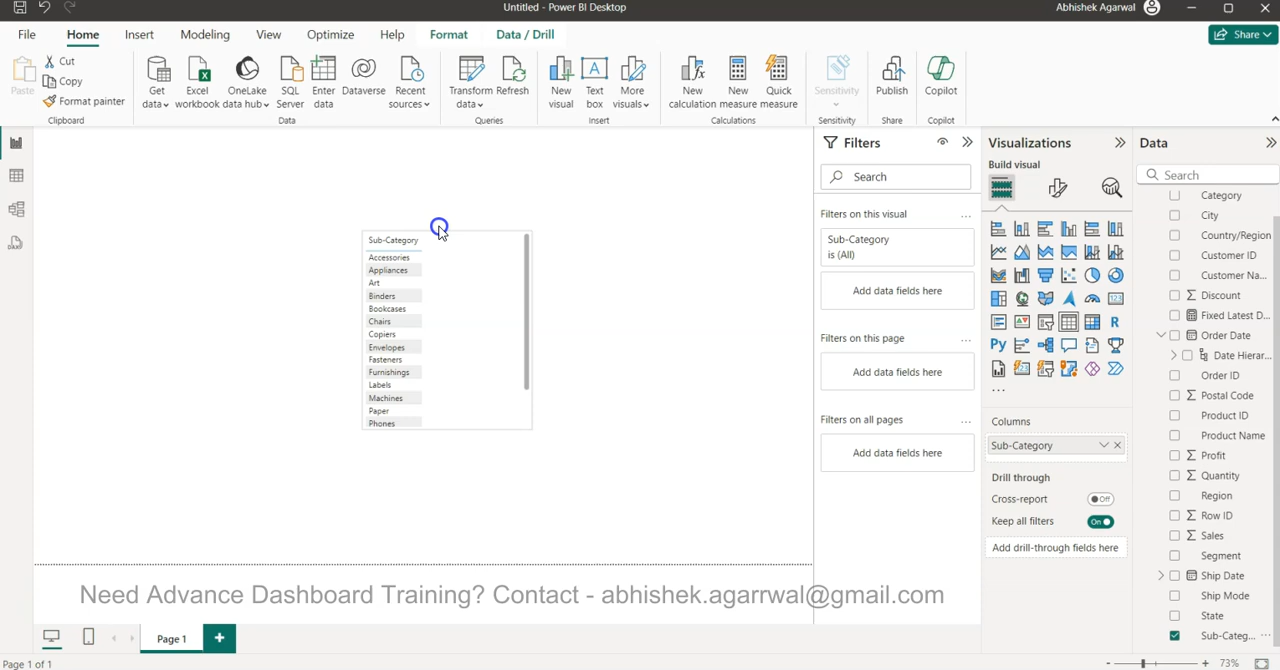 Untitled - Power BI Desktop
Abhishek Agarwal
File Home Insert Modeling View Optimize Help Format Data / Drill
Share
Paste
Cut
Copy
Format painter
Clipboard
Get data
Excel workbook
OneLake data hub
SQL Server
Enter data
Dataverse
Recent sources
Data
Transform data
Refresh
Queries
New visual
Text box
More visuals
Insert
New calculation
New measure
Quick measure
Calculations
Sensitivity
Sensitivity
Publish
Share
Copilot
Copilot
Sub-Category
Accessories
Appliances
Art
Binders
Bookcases
Chairs
Copiers
Envelopes
Fasteners
Furnishings
Labels
Machines
Paper
Phones
Filters
Search
Filters on this visual ...
Sub-Category
is (All)
Add data fields here
Filters on this page ...
Add data fields here
Filters on all pages ...
Add data fields here
Visualizations
Build visual
R
Py
...
Columns
Sub-Category
Drill through
Cross-report Off
Keep all filters On
Add drill-through fields here
Data
Search
Category
City
Country/Region
Customer ID
Customer Na...
Discount
Fixed Latest D...
Order Date
Date Hierar...
Order ID
Postal Code
Product ID
Product Name
Profit
Quantity
Region
Row ID
Sales
Segment
Ship Date
Ship Mode
State
Sub-Categ... ...
Need Advance Dashboard Training? Contact - abhishek.agarrwal@gmail.com
Page 1
Page 1 of 1
- + 73%